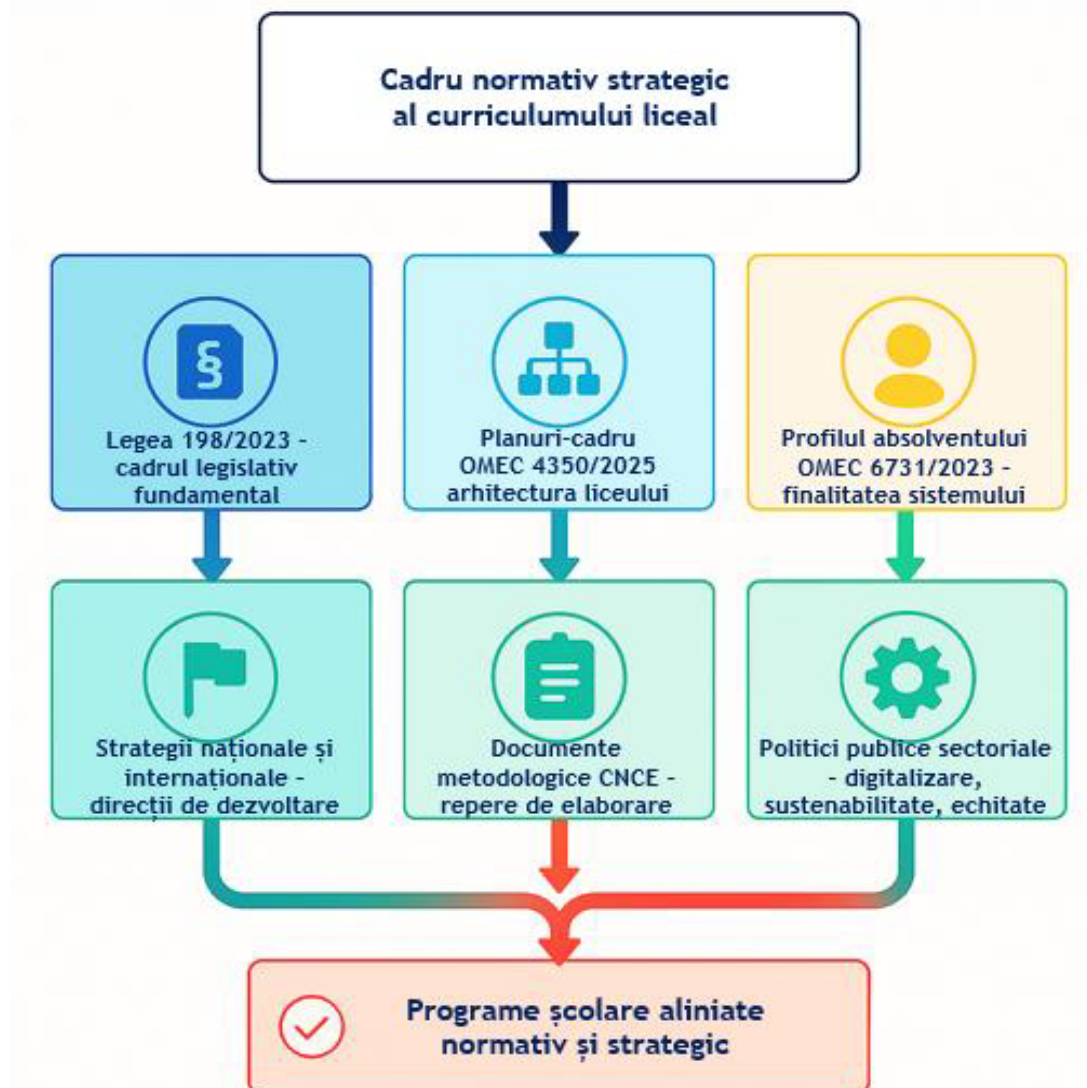 Cadru normativ strategic
al curriculumului liceal
§
Legea 198/2023 -
cadrul legislativ
fundamental
Planuri-cadru
OMEC 4350/2025
arhitectura liceului
Profilul absolventului
OMEC 6731/2023 -
finalitatea sistemului
Strategii naționale și
internaționale -
direcții de dezvoltare
Documente
metodologice CNCE -
repere de elaborare
Politici publice sectoriale
- digitalizare,
sustenabilitate, echitate
Programe școlare aliniate
normativ și strategic